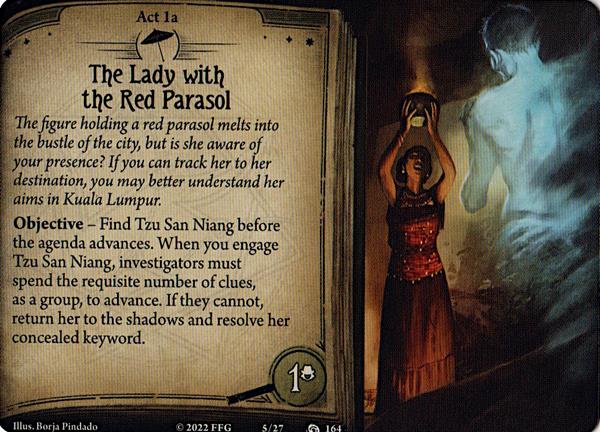 Act 1a
The Lady with
the Red Parasol
The figure holding a red parasol melts into
the bustle of the city, but is she aware of
your presence? If you can track her to her
destination, you may better understand her
aims in Kuala Lumpur.
Objective – Find Tzu San Niang before
the agenda advances. When you engage
Tzu San Niang, investigators must
spend the requisite number of clues,
as a group, to advance. If they cannot,
return her to the shadows and resolve her
concealed keyword.
1
Illus. Borja Pindado © 2022 FFG 5/27 164